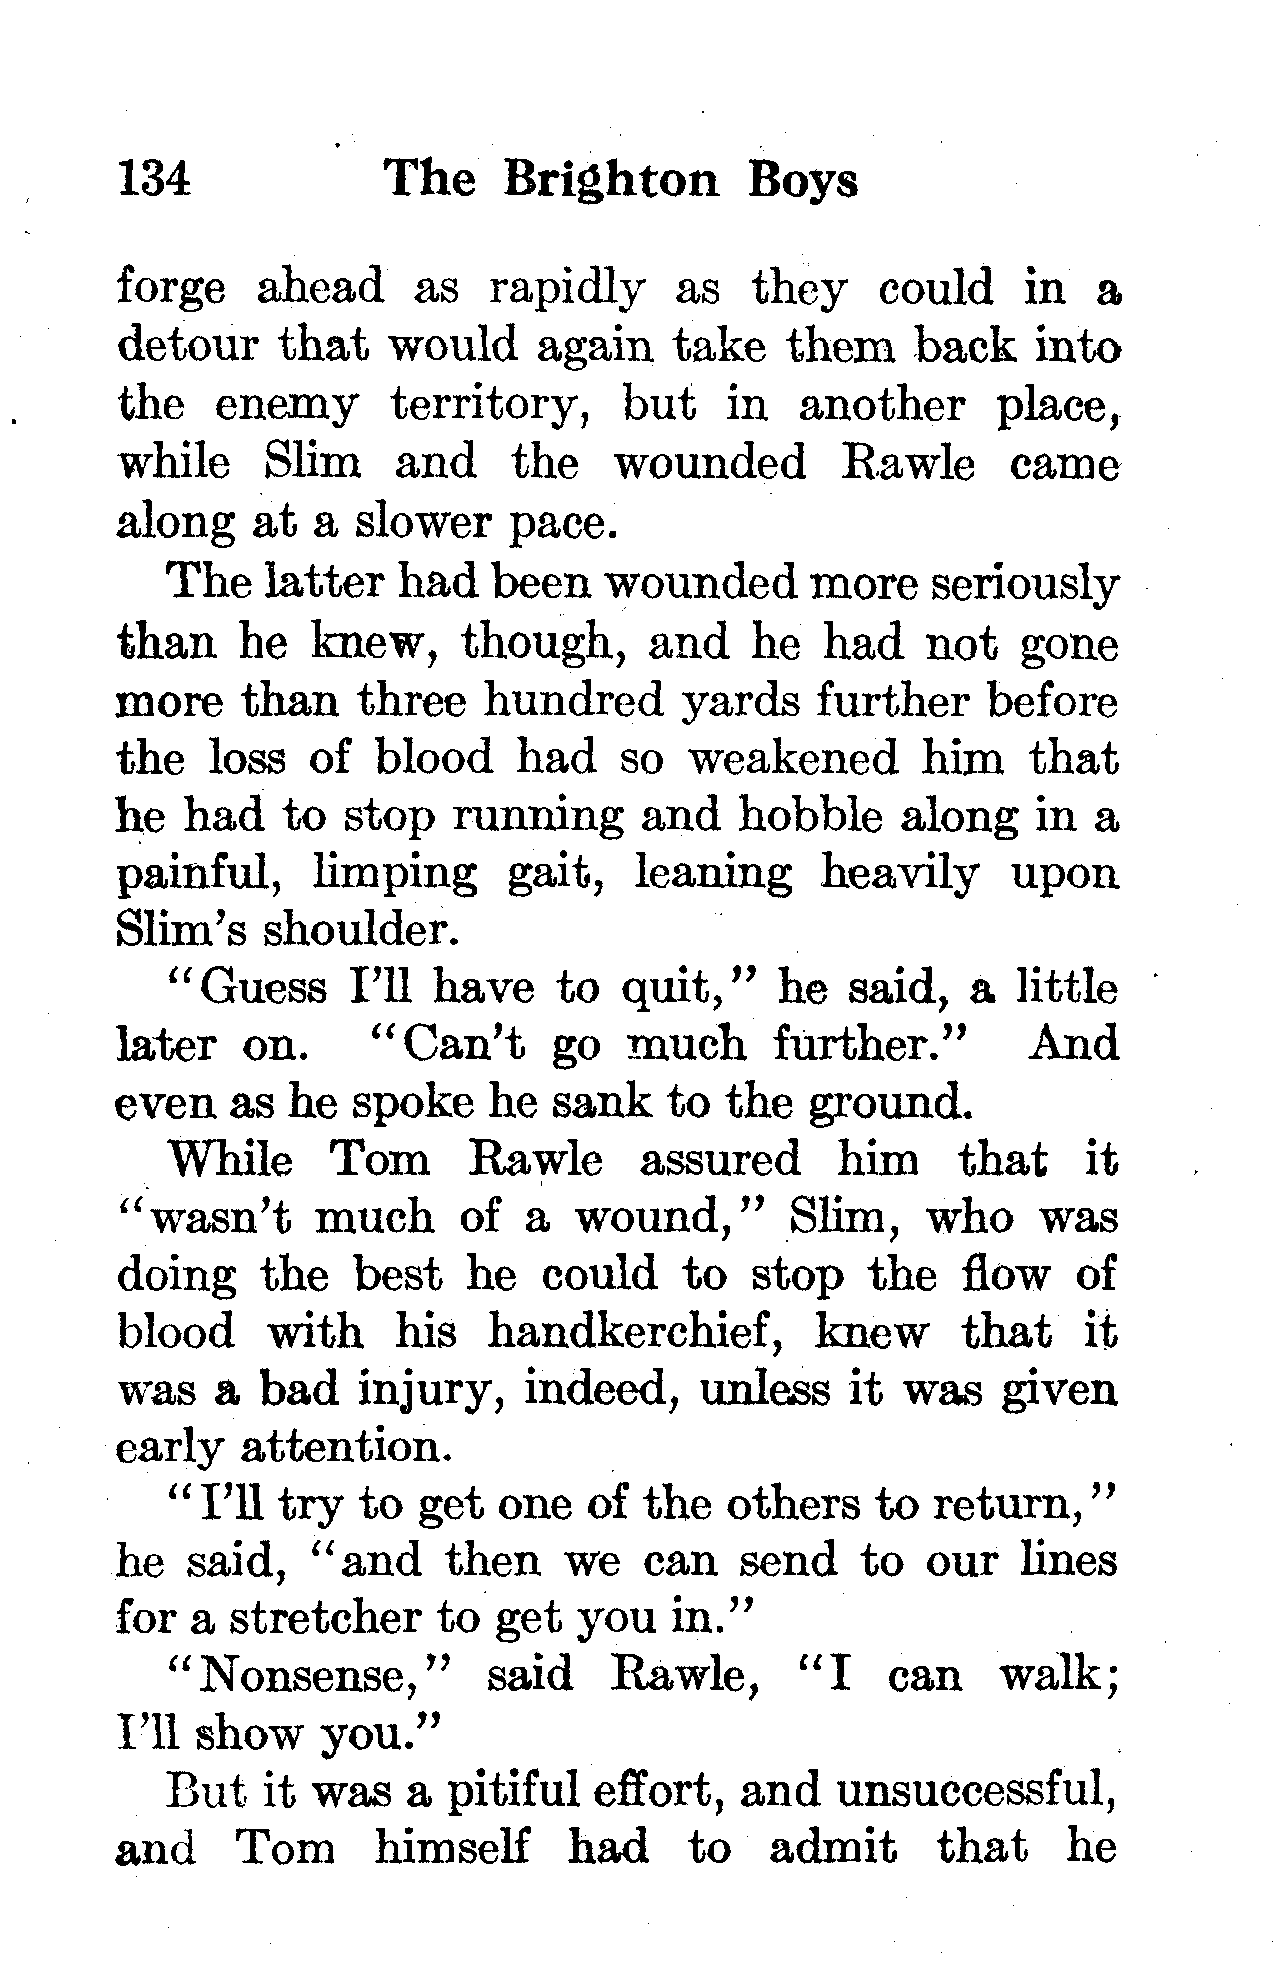 134 The Brighton Boys
forge ahead as rapidly as they could in a
detour that would again take them back into
the enemy territory, but in another place,
while Slim and the wounded Rawle came
along at a slower pace.
The latter had been wounded more seriously
than he knew, though, and he had not gone
more than three hundred yards further before
the loss of blood had so weakened him that
he had to stop running and hobble along in a
painful, limping gait, leaning heavily upon
Slim's shoulder.
"Guess I'll have to quit," he said, a little
later on. "Can't go much further." And
even as he spoke he sank to the ground.
While Tom Rawle assured him that it
"wasn't much of a wound," Slim, who was
doing the best he could to stop the flow of
blood with his handkerchief, knew that it
was a bad injury, indeed, unless it was given
early attention.
"I'll try to get one of the others to return,"
he said, "and then we can send to our lines
for a stretcher to get you in."
"Nonsense," said Rawle, "I can walk;
I'll show you."
But it was a pitiful effort, and unsuccessful,
and Tom himself had to admit that he